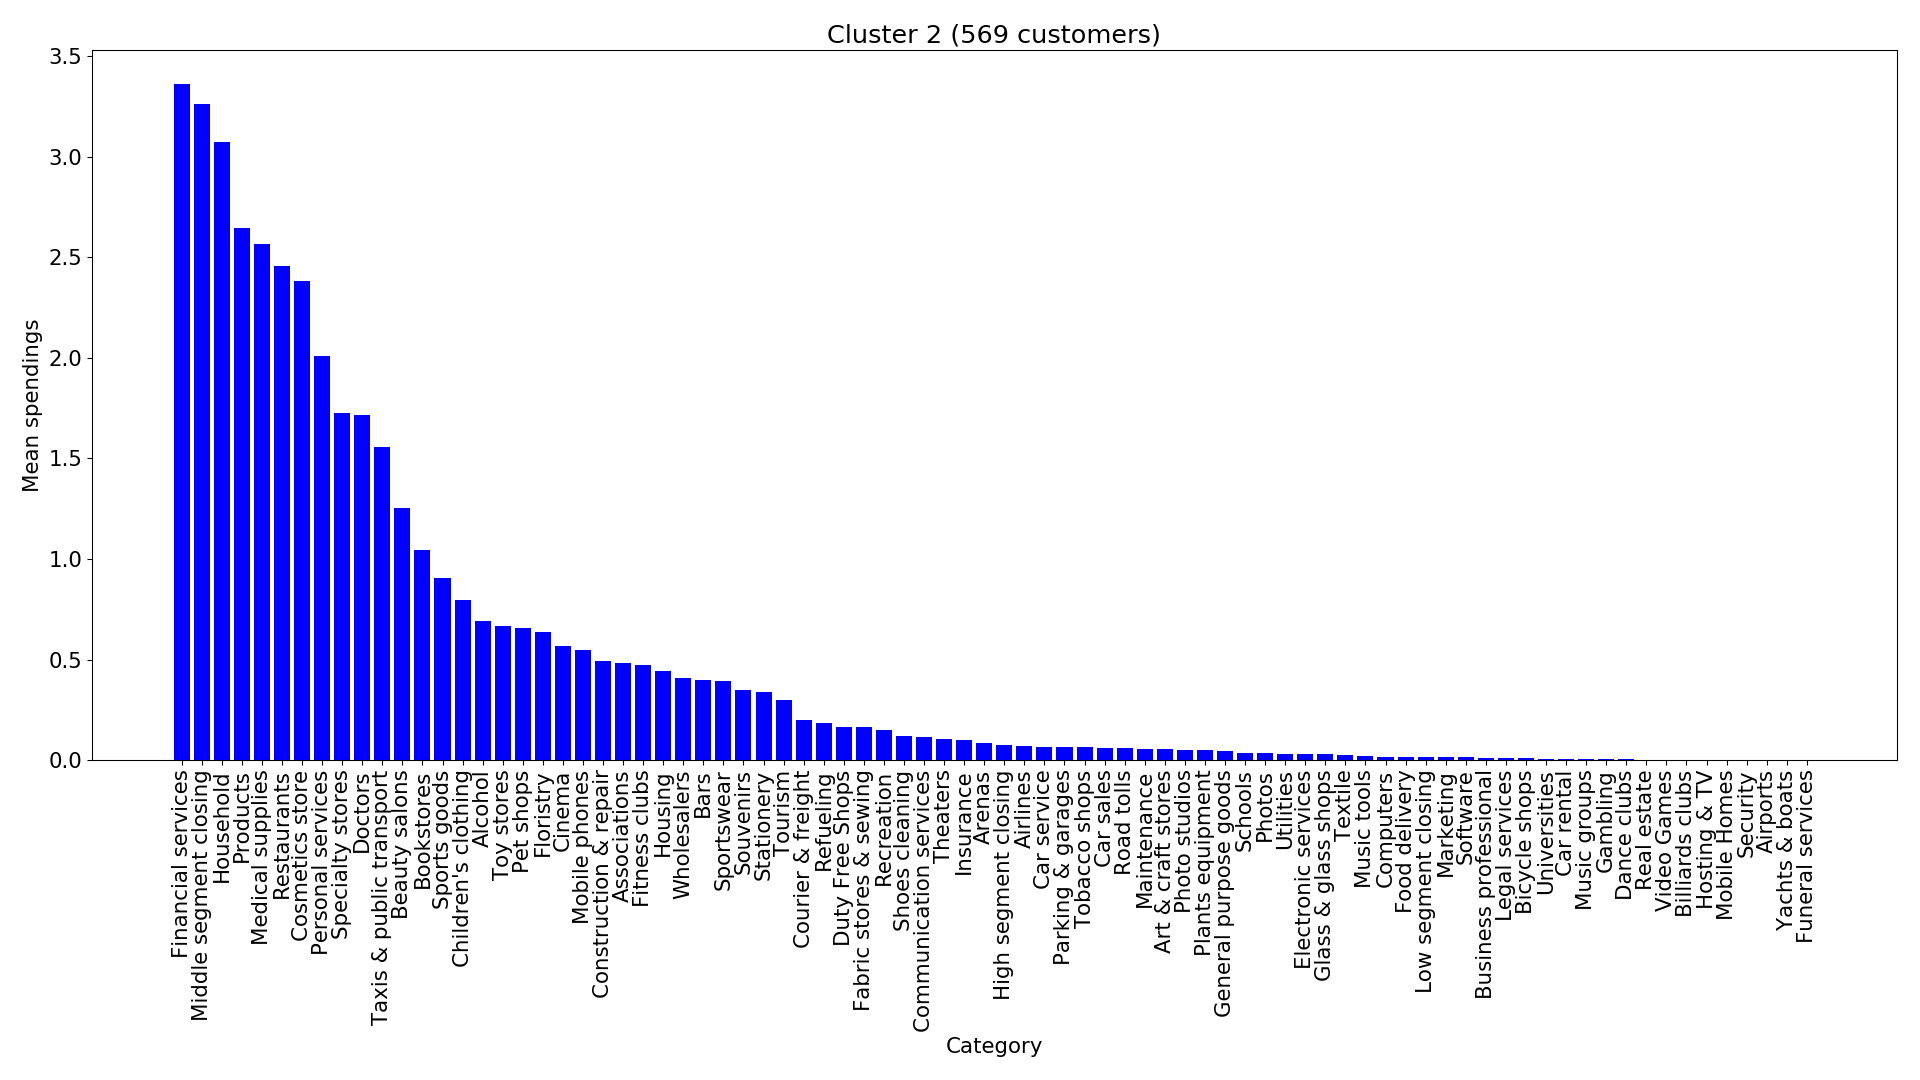 Cluster 2 (569 customers)
3.5
3.0
2.5
2.0
1.5
1.0
0.5
0.0
Mean spendings
Financial services
Middle segment closing
Household
Products
Medical supplies
Restaurants
Cosmetics store
Personal services
Specialty stores
Doctors
Taxis & public transport
Beauty salons
Bookstores
Sports goods
Children's clothing
Alcohol
Toy stores
Pet shops
Floristry
Cinema
Mobile phones
Construction & repair
Associations
Fitness clubs
Housing
Wholesalers
Bars
Sportswear
Souvenirs
Stationery
Tourism
Courier & freight
Refueling
Duty Free Shops
Fabric stores & sewing
Recreation
Shoes cleaning
Communication services
Theaters
Insurance
Arenas
High segment closing
Airlines
Car service
Parking & garages
Tobacco shops
Car sales
Road tolls
Maintenance
Art & craft stores
Photo studios
Plants equipment
General purpose goods
Schools
Photos
Utilities
Electronic services
Glass & glass shops
Textile
Music tools
Computers
Food delivery
Low segment closing
Marketing
Software
Business professional
Legal services
Bicycle shops
Universities
Car rental
Music groups
Gambling
Dance clubs
Real estate
Video Games
Billiards clubs
Hosting & TV
Mobile Homes
Security
Airports
Yachts & boats
Funeral services
Category